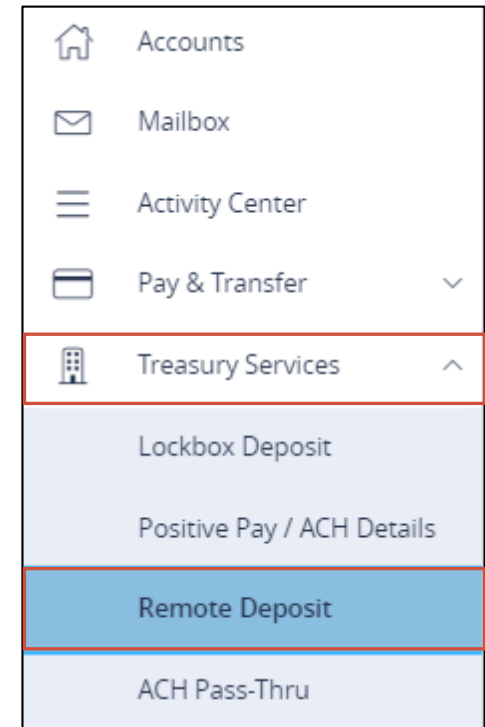 Accounts
Mailbox
Activity Center
Pay & Transfer
Treasury Services
Lockbox Deposit
Positive Pay / ACH Details
Remote Deposit
ACH Pass-Thru